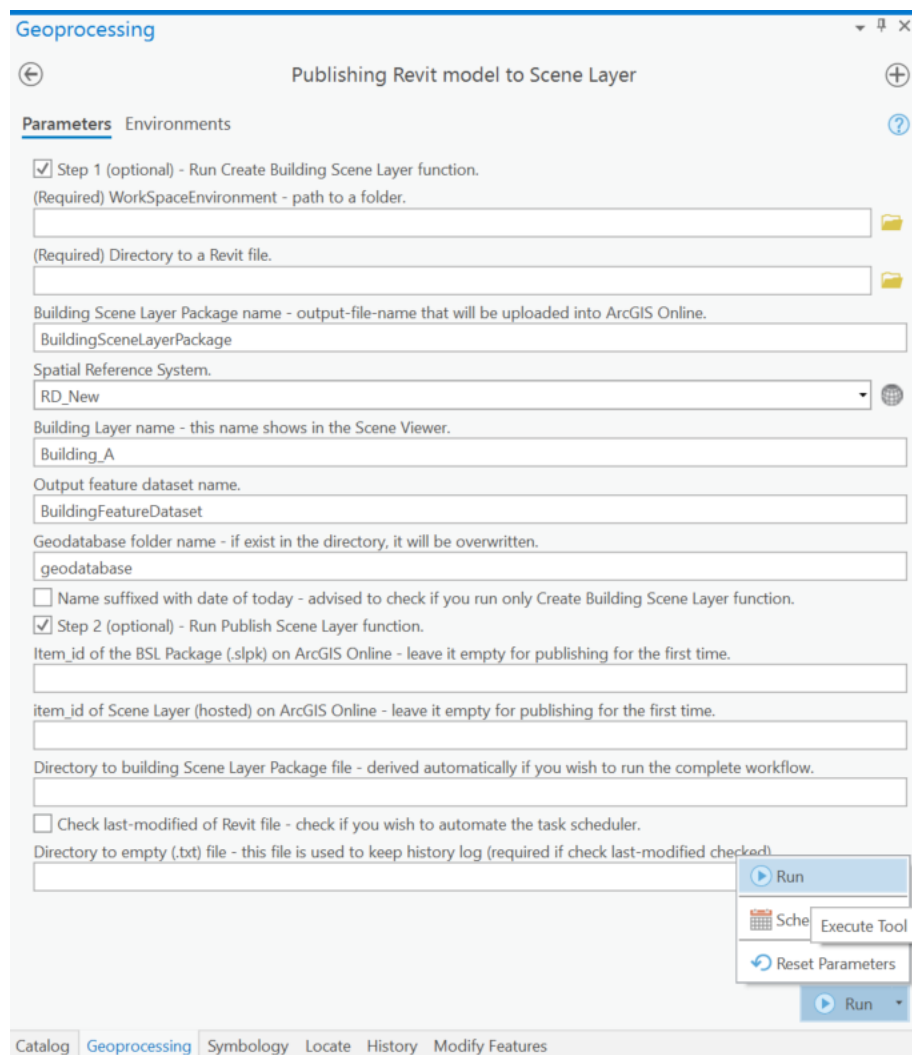 Geoprocessing
Publishing Revit model to Scene Layer
Parameters Environments
Step 1 (optional) - Run Create Building Scene Layer function.
(Required) WorkSpaceEnvironment - path to a folder.
(Required) Directory to a Revit file.
Building Scene Layer Package name - output-file-name that will be uploaded into ArcGIS Online.
BuildingSceneLayerPackage
Spatial Reference System.
RD_New
Building Layer name - this name shows in the Scene Viewer.
Building_A
Output feature dataset name.
BuildingFeatureDataset
Geodatabase folder name - if exist in the directory, it will be overwritten.
geodatabase
Name suffixed with date of today - advised to check if you run only Create Building Scene Layer function.
Step 2 (optional) - Run Publish Scene Layer function.
Item_id of the BSL Package (.slpk) on ArcGIS Online - leave it empty for publishing for the first time.
item_id of Scene Layer (hosted) on ArcGIS Online - leave it empty for publishing for the first time.
Directory to building Scene Layer Package file - derived automatically if you wish to run the complete workflow.
Check last-modified of Revit file - check if you wish to automate the task scheduler.
Directory to empty (.txt) file - this file is used to keep history log (required if check last-modified checked)
Run
Sche
Execute Tool
Reset Parameters
Run
Catalog Geoprocessing Symbology Locate History Modify Features